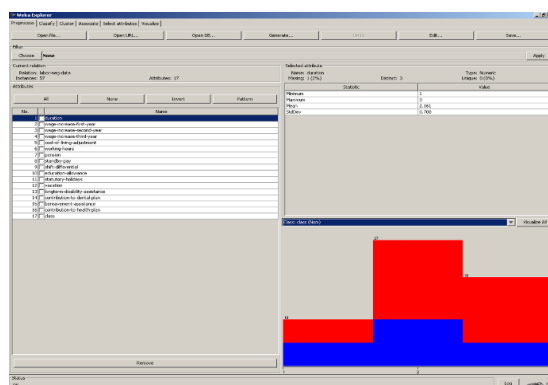 Weka Explorer
Preprocess Classify Cluster Associate Select attributes Visualize
Open file... Open URL... Open DB... Generate... Undo Edit... Save...
Filter
Choose None Apply
Current relation
Relation: labor-neg-data
Instances: 57 Attributes: 17
Attributes
All None Invert Pattern
No. Name
1 duration
2 wage-increase-first-year
3 wage-increase-second-year
4 wage-increase-third-year
5 cost-of-living-adjustment
6 working-hours
7 pension
8 standby-pay
9 shift-differential
10 education-allowance
11 statutory-holidays
12 vacation
13 longterm-disability-assistance
14 contribution-to-dental-plan
15 bereavement-assistance
16 contribution-to-health-plan
17 class
Remove
Selected attribute
Name: duration Type: Numeric
Missing: 1 (2%) Distinct: 3 Unique: 0 (0%)
Statistic Value
Minimum 1
Maximum 3
Mean 2.161
StdDev 0.708
Class: class (Nom) Visualize All
Status
OK
Log